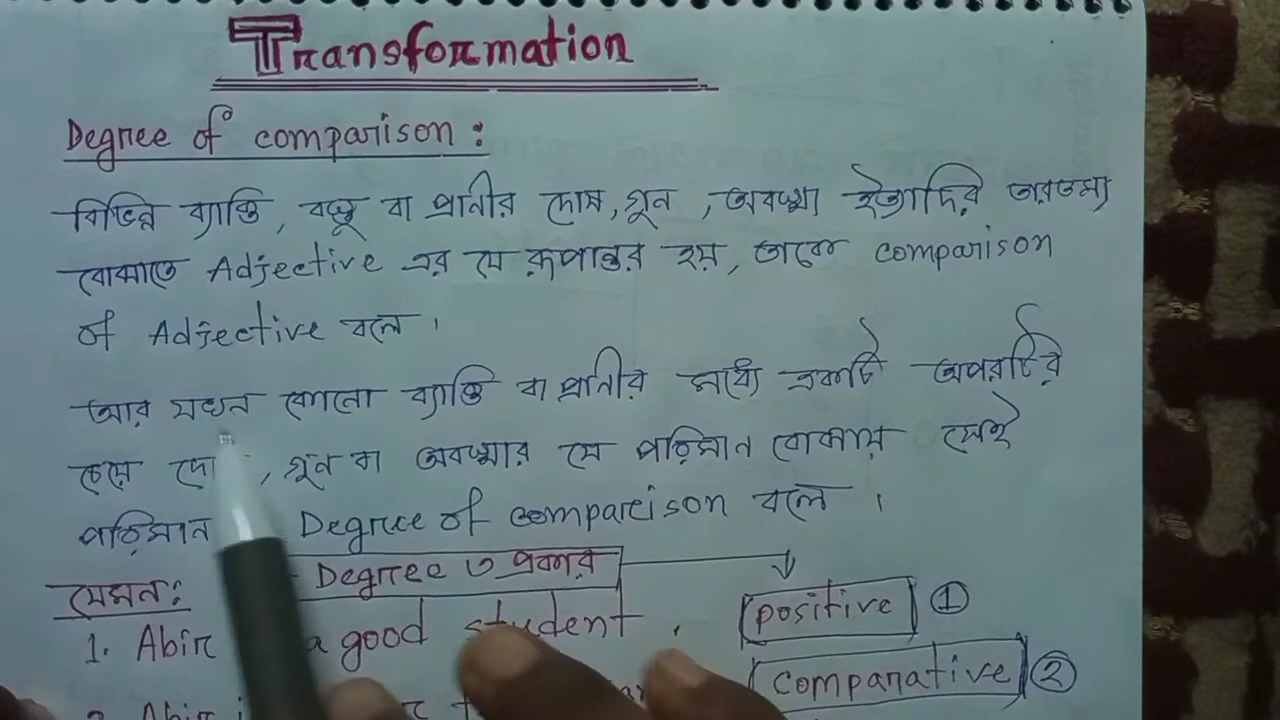 Transformation
Degree of comparison :
বিভিন্ন ব্যাক্তি, বস্তু বা প্রানীর দোষ, গুন, অবস্থা ইত্যাদির তারতম্য
বোঝাতে Adjective এর যে রূপান্তর হয়, তাকে comparison
of Adjective বলে ।
আর যখন কোনো ব্যাক্তি বা প্রানীর মধ্যে একটি অপরটির
চেয়ে গুন বা অবস্থার যে পরিমান বোঝায় সেই
পরিমান Degree of comparison বলে ।
যেমন: Degree ৩ প্রকার
1. Abir a good student .
positive ①
comparative ②
2. Abir